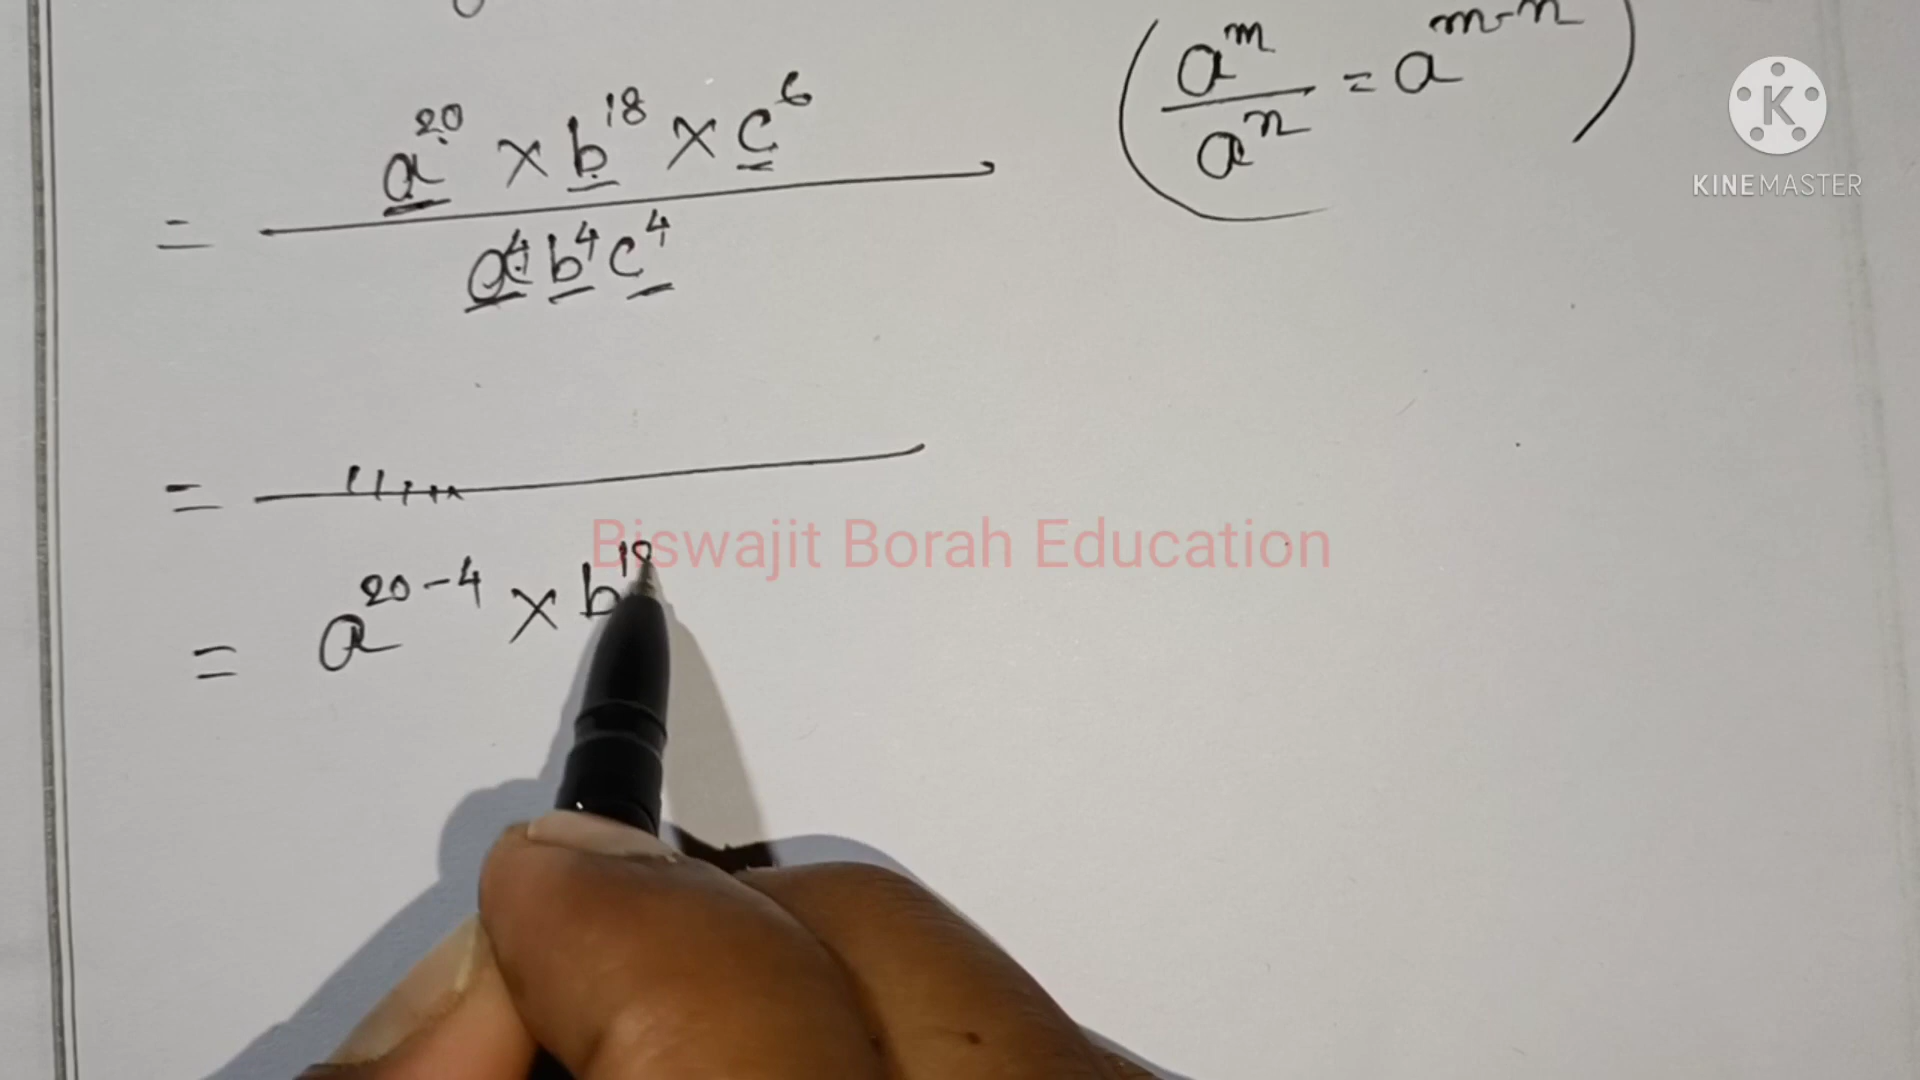 a^20 × b^18 × c^6
= ―――――――――
a^4 b^4 c^4
( a^m / a^n = a^(m-n) )
KINEMASTER
=
Biswajit Borah Education
= a^(20-4) × b^18